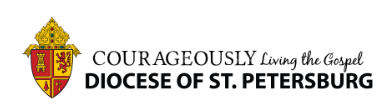 COURAGEOUSLY Living the Gospel
DIOCESE OF ST. PETERSBURG